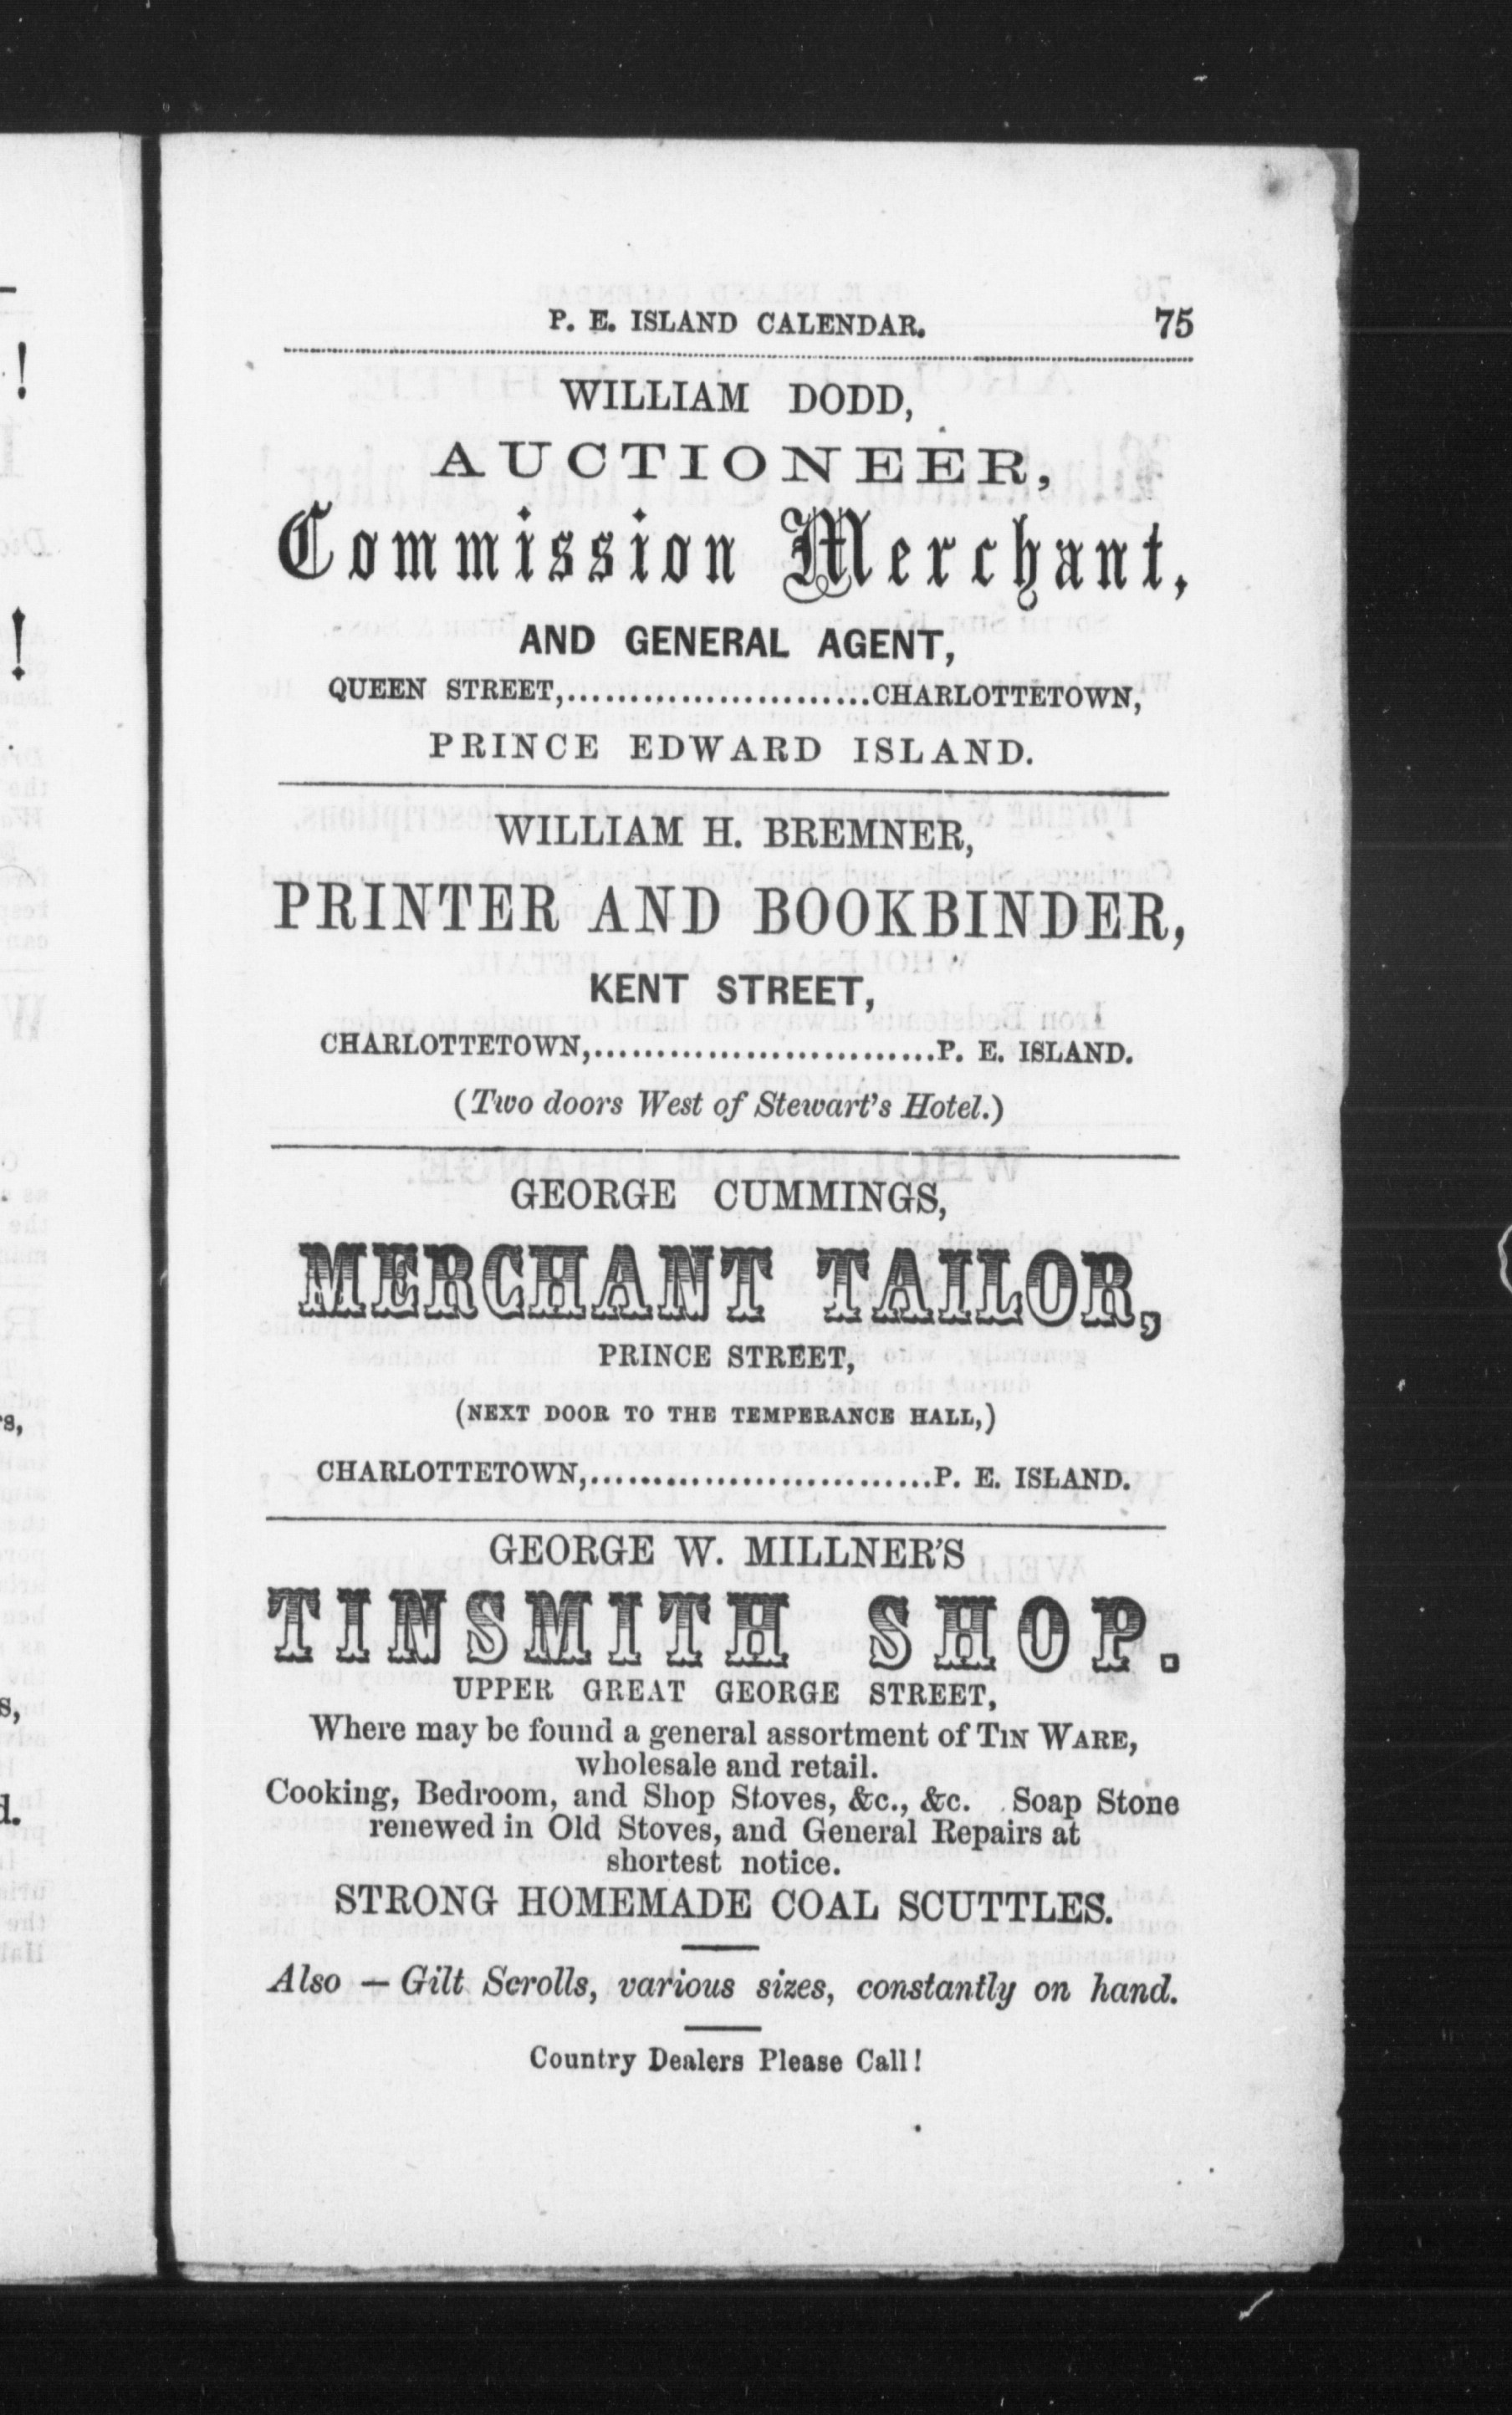 P. E. ISLAND CALENDAR. 75
WILLIAM DODD,
AUCTIONEER,
Commission Merchant,
AND GENERAL AGENT,
QUEEN STREET,........................CHARLOTTETOWN,
PRINCE EDWARD ISLAND.
WILLIAM H. BREMNER,
PRINTER AND BOOKBINDER,
KENT STREET,
CHARLOTTETOWN,...........................P. E. ISLAND.
(Two doors West of Stewart's Hotel.)
GEORGE CUMMINGS,
MERCHANT TAILOR,
PRINCE STREET,
(NEXT DOOR TO THE TEMPERANCE HALL,)
CHARLOTTETOWN,...........................P. E. ISLAND.
GEORGE W. MILLNER'S
TINSMITH SHOP.
UPPER GREAT GEORGE STREET,
Where may be found a general assortment of TIN WARE,
wholesale and retail.
Cooking, Bedroom, and Shop Stoves, &c., &c. Soap Stone
renewed in Old Stoves, and General Repairs at
shortest notice.
STRONG HOMEMADE COAL SCUTTLES.
Also — Gilt Scrolls, various sizes, constantly on hand.
Country Dealers Please Call!